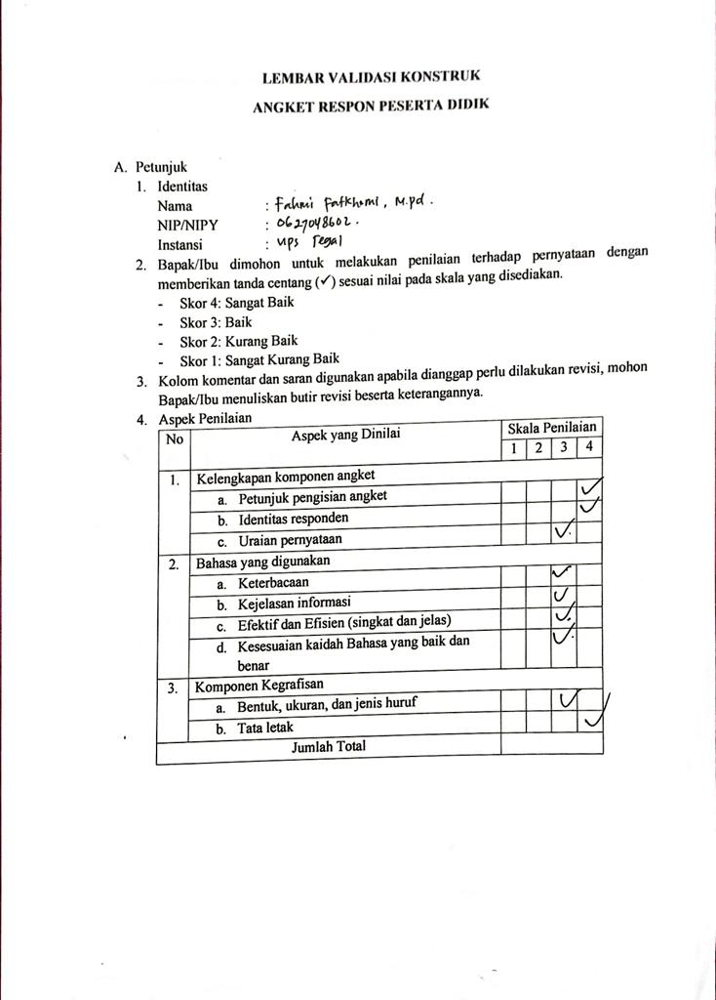 LEMBAR VALIDASI KONSTRUK
ANGKET RESPON PESERTA DIDIK
A. Petunjuk
1. Identitas
Nama : Fahmi Fatkhomi, M.Pd.
NIP/NIPY : 0627048602.
Instansi : UPS Tegal
2. Bapak/Ibu dimohon untuk melakukan penilaian terhadap pernyataan dengan
memberikan tanda centang (✓) sesuai nilai pada skala yang disediakan.
- Skor 4: Sangat Baik
- Skor 3: Baik
- Skor 2: Kurang Baik
- Skor 1: Sangat Kurang Baik
3. Kolom komentar dan saran digunakan apabila dianggap perlu dilakukan revisi, mohon
Bapak/Ibu menuliskan butir revisi beserta keterangannya.
4. Aspek Penilaian
No Aspek yang Dinilai Skala Penilaian
1 2 3 4
1. Kelengkapan komponen angket
a. Petunjuk pengisian angket ✓
b. Identitas responden ✓
c. Uraian pernyataan ✓
2. Bahasa yang digunakan
a. Keterbacaan ✓
b. Kejelasan informasi ✓
c. Efektif dan Efisien (singkat dan jelas) ✓
d. Kesesuaian kaidah Bahasa yang baik dan ✓
benar
3. Komponen Kegrafisan
a. Bentuk, ukuran, dan jenis huruf ✓
b. Tata letak ✓
Jumlah Total